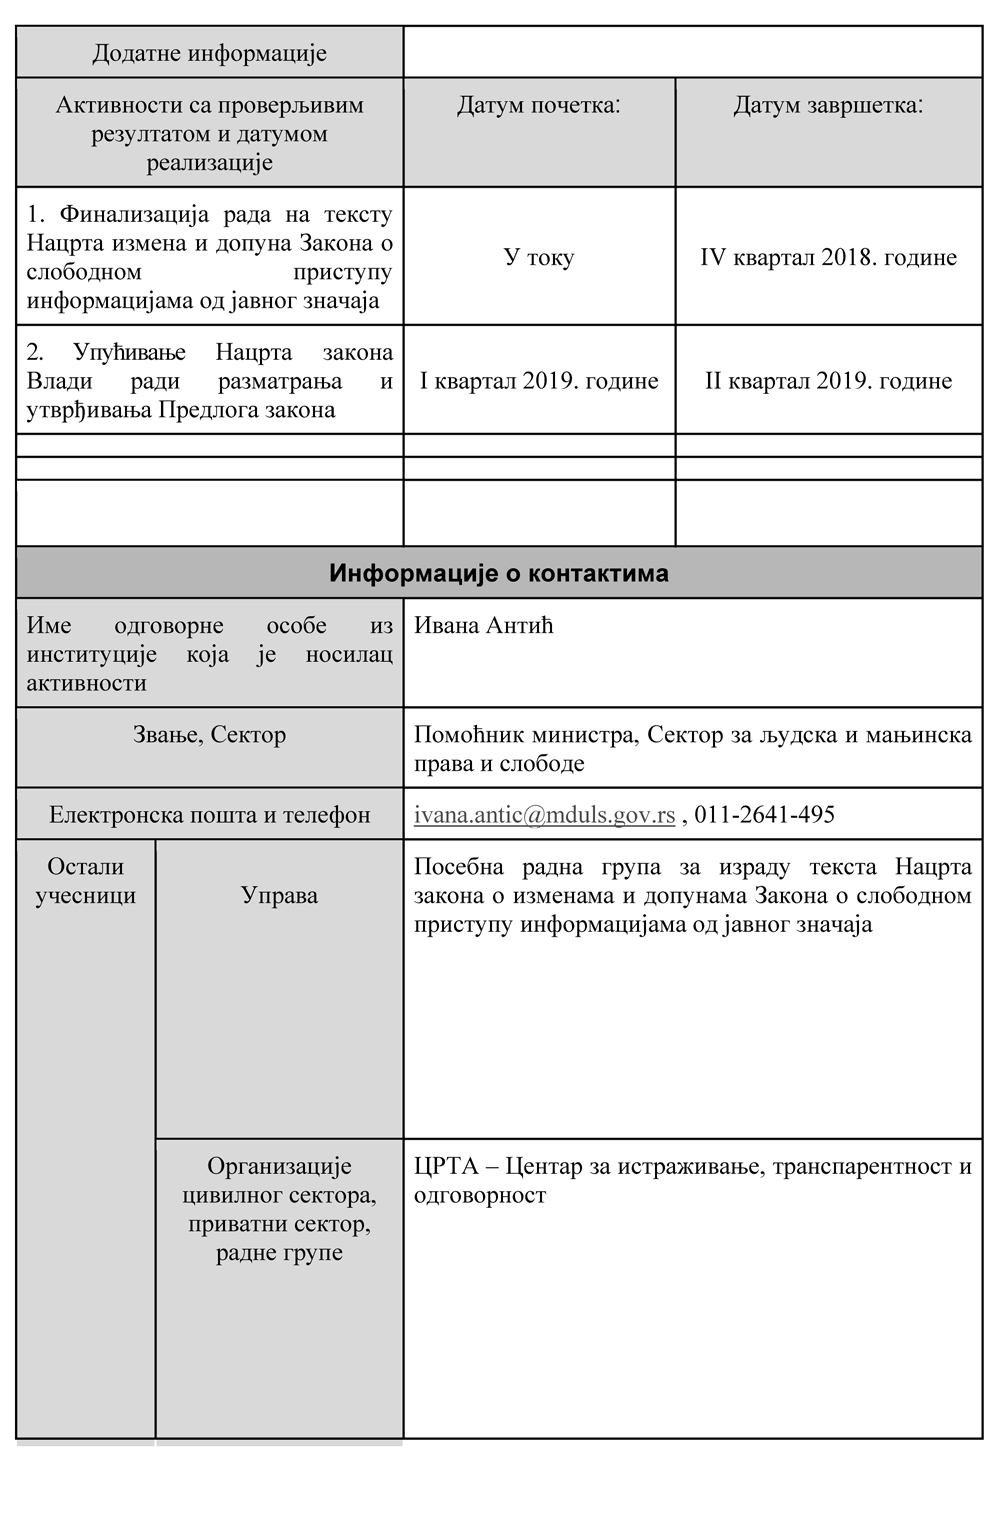 Додатне информације
Активности са проверљивим
резултатом и датумом
реализације
Датум почетка:
Датум завршетка:
1. Финализација рада на тексту
Нацрта измена и допуна Закона о
слободном приступу
информацијама од јавног значаја
У току
IV квартал 2018. године
2. Упућивање Нацрта закона
Влади ради разматрања и
утврђивања Предлога закона
I квартал 2019. године
II квартал 2019. године
Информације о контактима
Име одговорне особе из
институције која је носилац
активности
Ивана Антић
Звање, Сектор
Помоћник министра, Сектор за људска и мањинска
права и слободе
Електронска пошта и телефон
ivana.antic@mduls.gov.rs , 011-2641-495
Остали
учесници
Управа
Посебна радна група за израду текста Нацрта
закона о изменама и допунама Закона о слободном
приступу информацијама од јавног значаја
Организације
цивилног сектора,
приватни сектор,
радне групе
ЦРТА – Центар за истраживање, транспарентност и
одговорност